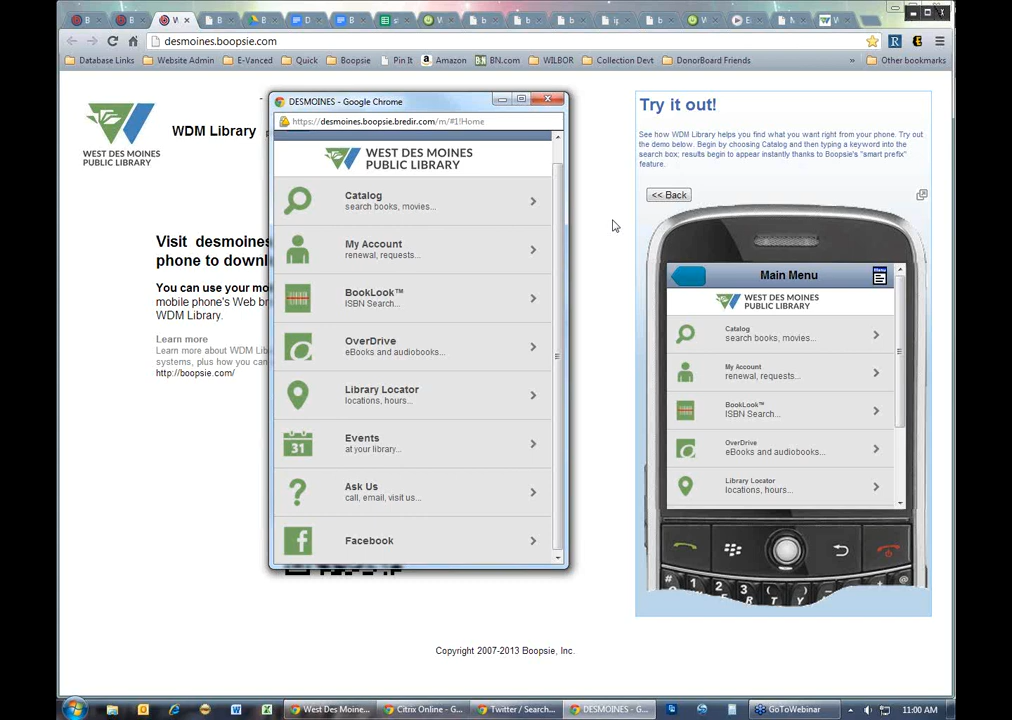 desmoines.boopsie.com
Database Links
Website Admin
E-Vanced
Quick
Boopsie
Pin It
Amazon
BN.com
WILBOR
Collection Devt
DonorBoard Friends
»
Other bookmarks
WEST DES MOINES
PUBLIC LIBRARY
WDM Library
Visit desmoines
phone to downl
You can use your mo
mobile phone's Web br
WDM Library.
Learn more
Learn more about WDM Lib
systems, plus how you can
http://boopsie.com/
DESMOINES - Google Chrome
https://desmoines.boopsie.bredir.com/m/#1!Home
WEST DES MOINES
PUBLIC LIBRARY
Catalog
search books, movies...
My Account
renewal, requests...
BookLook™
ISBN Search...
OverDrive
eBooks and audiobooks...
Library Locator
locations, hours...
31
Events
at your library...
Ask Us
call, email, visit us...
Facebook
Try it out!
See how WDM Library helps you find what you want right from your phone. Try out
the demo below. Begin by choosing Catalog and then typing a keyword into the
search box; results begin to appear instantly thanks to Boopsie's "smart prefix"
feature.
<< Back
Main Menu
Menu
WEST DES MOINES
PUBLIC LIBRARY
Catalog
search books, movies...
My Account
renewal, requests...
BookLook™
ISBN Search...
OverDrive
eBooks and audiobooks...
Library Locator
locations, hours...
# 1 2 3 ( ) @
Z T Y
Copyright 2007-2013 Boopsie, Inc.
West Des Moine...
Citrix Online - G...
Twitter / Search...
DESMOINES - G...
GoToWebinar
11:00 AM